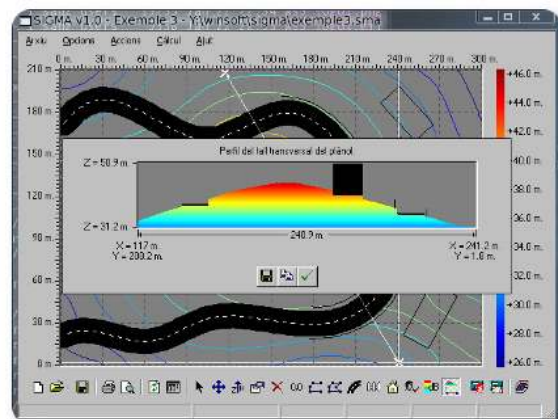 SIGMA v1.0 - Exemple 3 - Y:\winsoft\sigma\exemple3.sma
Arxiu Opcions Accions Càlcul Ajut
0 m. 30 m. 60 m. 90 m. 120 m. 150 m. 180 m. 210 m. 240 m. 270 m. 300 m.
210 m.
180 m.
150 m.
120 m.
90 m.
60 m.
30 m.
0 m.
+46.0 m.
+44.0 m.
+42.0 m.
+40.0 m.
+38.0 m.
+36.0 m.
+34.0 m.
+32.0 m.
+30.0 m.
+28.0 m.
+26.0 m.
Perfil del tall transversal del plànol
Z = 50.9 m.
Z = 31.2 m.
240.9 m.
X = 117 m.
Y = 208.2 m.
X = 241.2 m.
Y = 1.8 m.